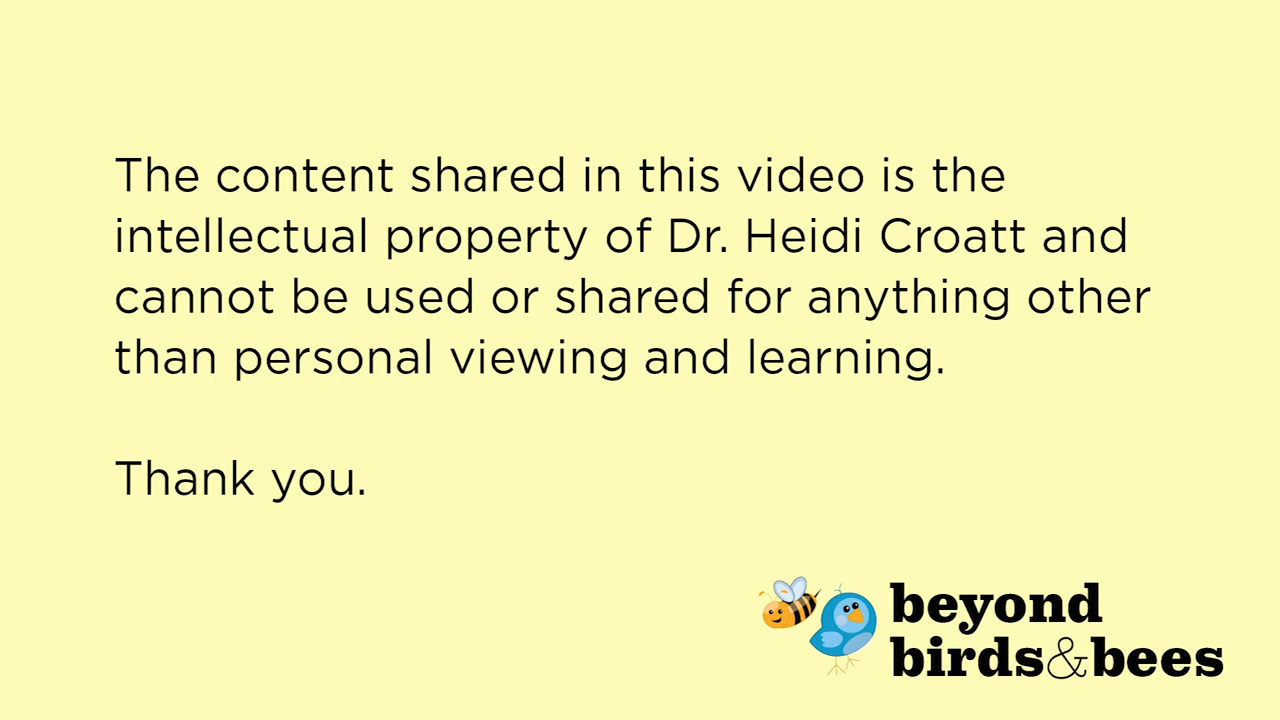 The content shared in this video is the
intellectual property of Dr. Heidi Croatt and
cannot be used or shared for anything other
than personal viewing and learning.
Thank you.
beyond
birds&bees